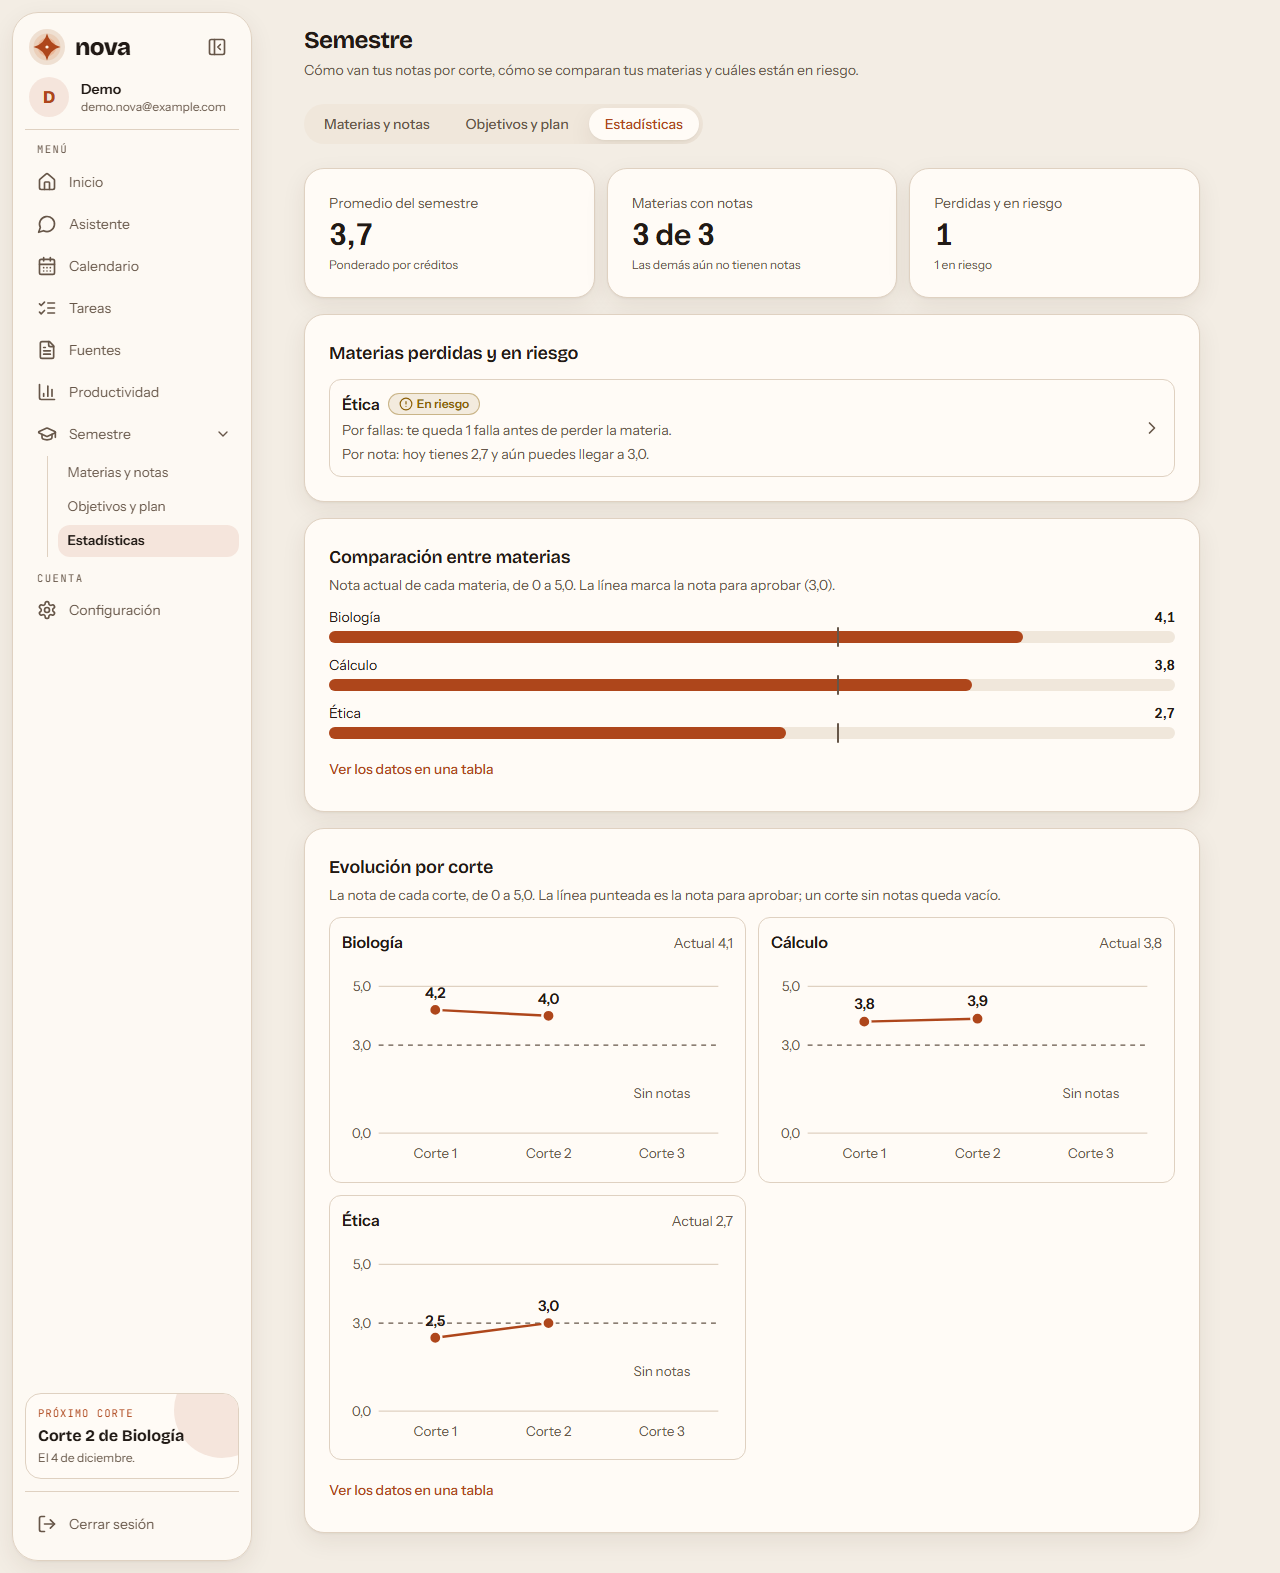 nova
D
Demo
demo.nova@example.com
MENÚ
Inicio
Asistente
Calendario
Tareas
Fuentes
Productividad
Semestre
Materias y notas
Objetivos y plan
Estadísticas
CUENTA
Configuración
PRÓXIMO CORTE
Corte 2 de Biología
El 4 de diciembre.
Cerrar sesión
Semestre
Cómo van tus notas por corte, cómo se comparan tus materias y cuáles están en riesgo.
Materias y notas Objetivos y plan Estadísticas
Promedio del semestre
3,7
Ponderado por créditos
Materias con notas
3 de 3
Las demás aún no tienen notas
Perdidas y en riesgo
1
1 en riesgo
Materias perdidas y en riesgo
Ética En riesgo
Por fallas: te queda 1 falla antes de perder la materia.
Por nota: hoy tienes 2,7 y aún puedes llegar a 3,0.
Comparación entre materias
Nota actual de cada materia, de 0 a 5,0. La línea marca la nota para aprobar (3,0).
Biología 4,1
Cálculo 3,8
Ética 2,7
Ver los datos en una tabla
Evolución por corte
La nota de cada corte, de 0 a 5,0. La línea punteada es la nota para aprobar; un corte sin notas queda vacío.
Biología Actual 4,1
5,0
4,2 4,0
3,0
Sin notas
0,0
Corte 1 Corte 2 Corte 3
Cálculo Actual 3,8
5,0
3,8 3,9
3,0
Sin notas
0,0
Corte 1 Corte 2 Corte 3
Ética Actual 2,7
5,0
3,0
3,0 2,5
Sin notas
0,0
Corte 1 Corte 2 Corte 3
Ver los datos en una tabla